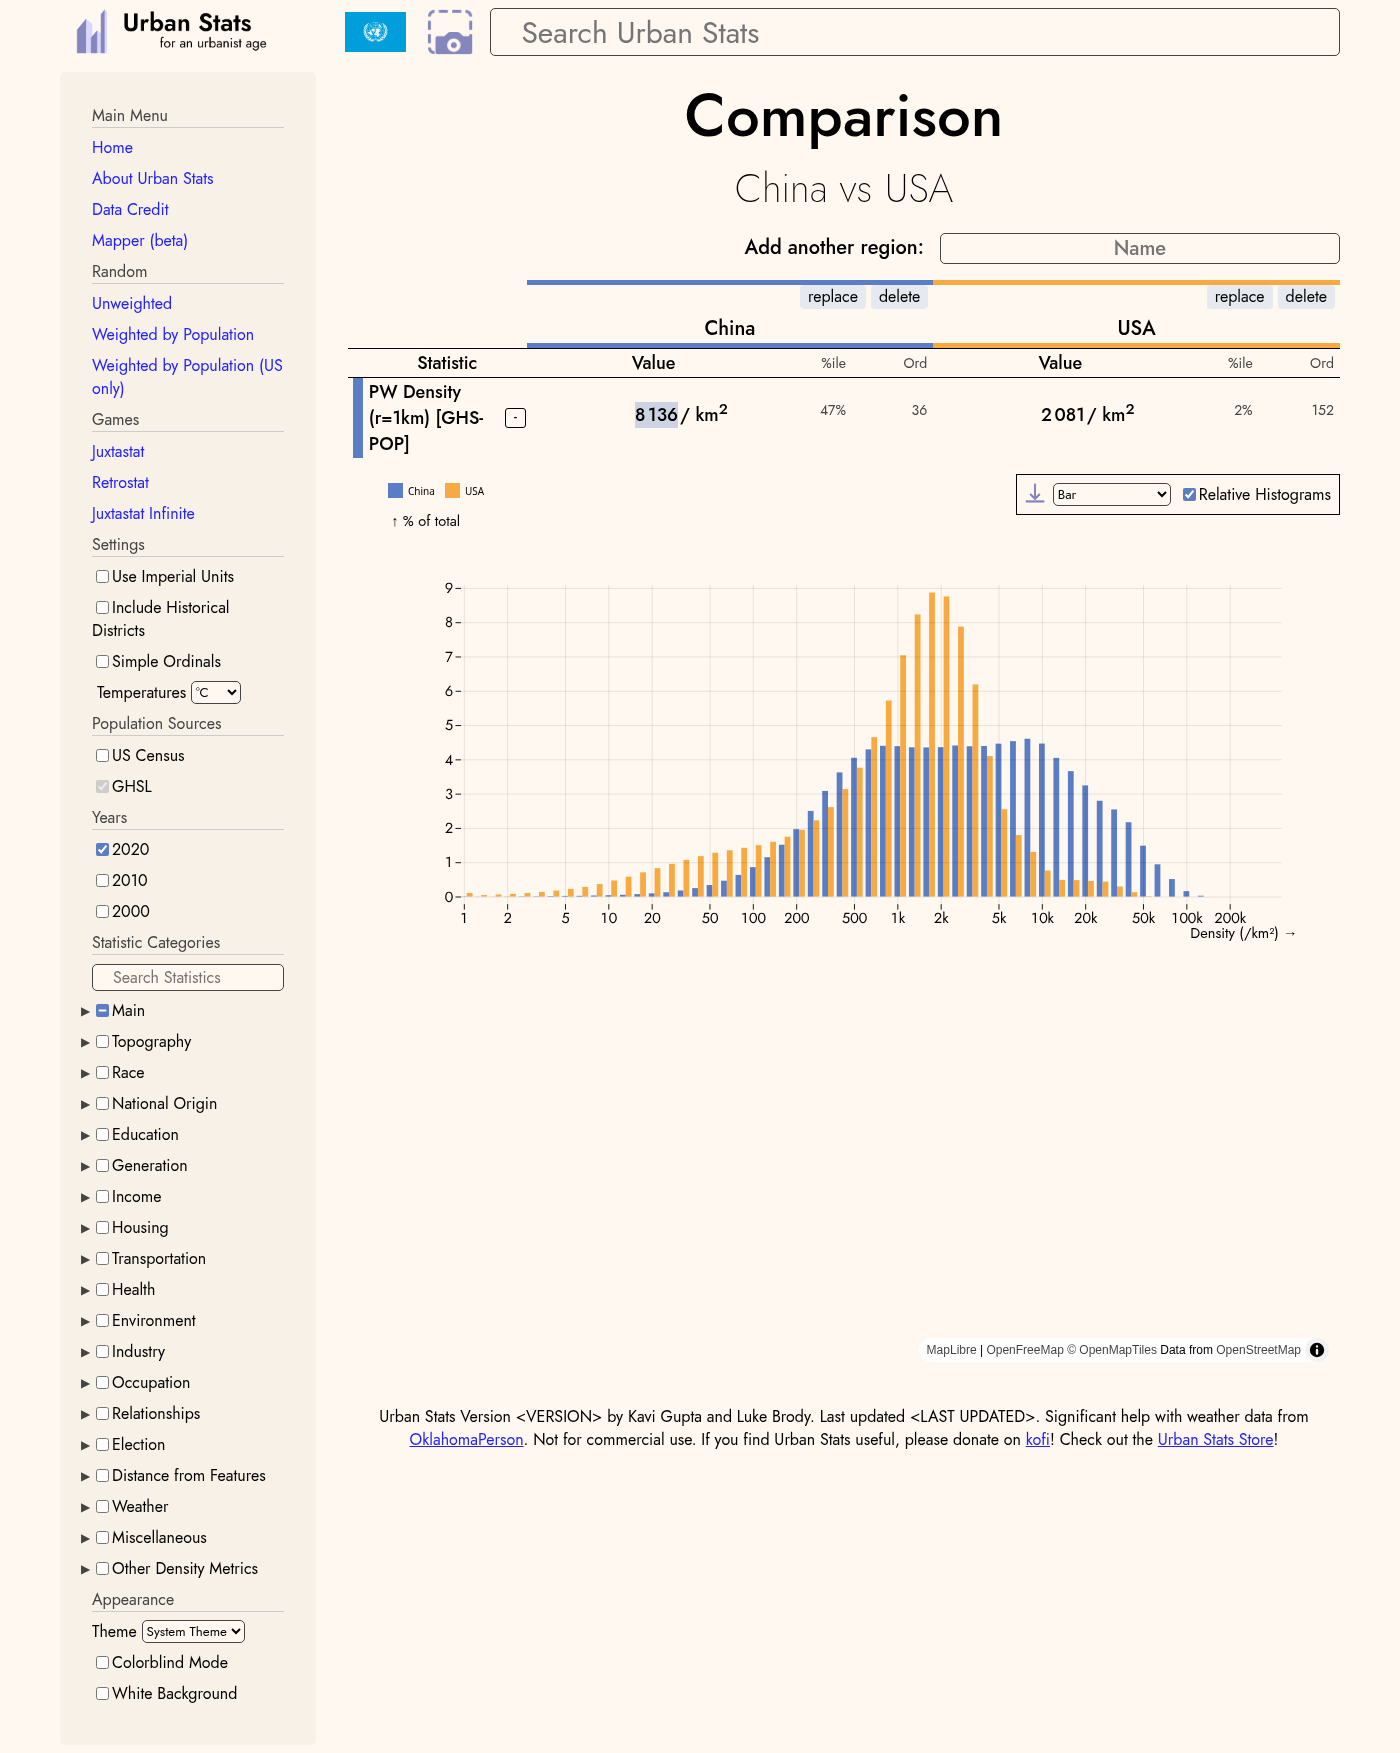 Urban Stats
for an urbanist age
Search Urban Stats
Main Menu
Home
About Urban Stats
Data Credit
Mapper (beta)
Random
Unweighted
Weighted by Population
Weighted by Population (US
only)
Games
Juxtastat
Retrostat
Juxtastat Infinite
Settings
Use Imperial Units
Include Historical
Districts
Simple Ordinals
Temperatures °C
Population Sources
US Census
GHSL
Years
2020
2010
2000
Statistic Categories
Search Statistics
Main
Topography
Race
National Origin
Education
Generation
Income
Housing
Transportation
Health
Environment
Industry
Occupation
Relationships
Election
Distance from Features
Weather
Miscellaneous
Other Density Metrics
Appearance
Theme System Theme
Colorblind Mode
White Background
Comparison
China vs USA
Add another region: Name
replace delete replace delete
China USA
Statistic Value %ile Ord Value %ile Ord
PW Density
(r=1km) [GHS-
POP]
- 8 136 / km² 47% 36 2 081 / km² 2% 152
China USA
Bar Relative Histograms
↑ % of total
9
8
7
6
5
4
3
2
1
0
1 2 5 10 20 50 100 200 500 1k 2k 5k 10k 20k 50k 100k 200k
Density (/km²) →
MapLibre | OpenFreeMap © OpenMapTiles Data from OpenStreetMap
Urban Stats Version <VERSION> by Kavi Gupta and Luke Brody. Last updated <LAST UPDATED>. Significant help with weather data from
OklahomaPerson. Not for commercial use. If you find Urban Stats useful, please donate on kofi! Check out the Urban Stats Store!